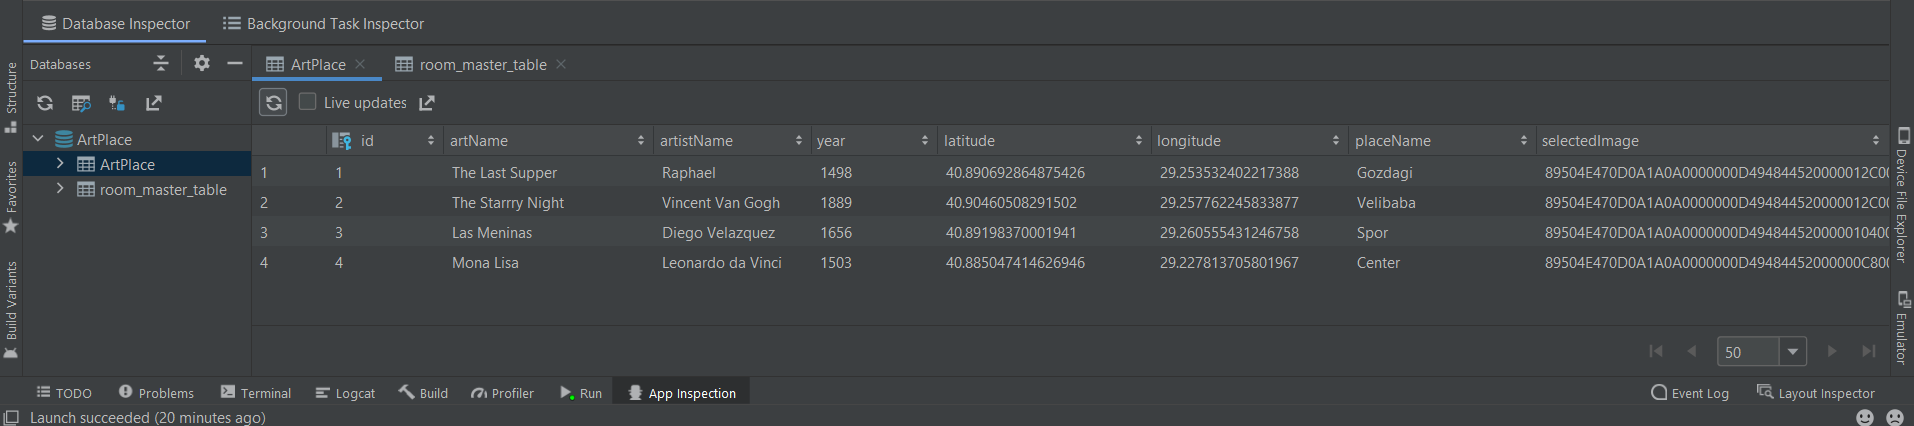 Database Inspector Background Task Inspector
Databases
ArtPlace room_master_table
Live updates
ArtPlace
ArtPlace
room_master_table
id artName artistName year latitude longitude placeName selectedImage
1 1 The Last Supper Raphael 1498 40.890692864875426 29.253532402217388 Gozdagi 89504E470D0A1A0A0000000D494844520000012C00
2 2 The Starrry Night Vincent Van Gogh 1889 40.90460508291502 29.257762245833877 Velibaba 89504E470D0A1A0A0000000D494844520000012C00
3 3 Las Meninas Diego Velazquez 1656 40.89198370001941 29.260555431246758 Spor 89504E470D0A1A0A0000000D494844520000010400
4 4 Mona Lisa Leonardo da Vinci 1503 40.885047414626946 29.227813705801967 Center 89504E470D0A1A0A0000000D49484452000000C800
50
Structure
Favorites
Build Variants
Device File Explorer
Emulator
TODO Problems Terminal Logcat Build Profiler Run App Inspection Event Log Layout Inspector
Launch succeeded (20 minutes ago)